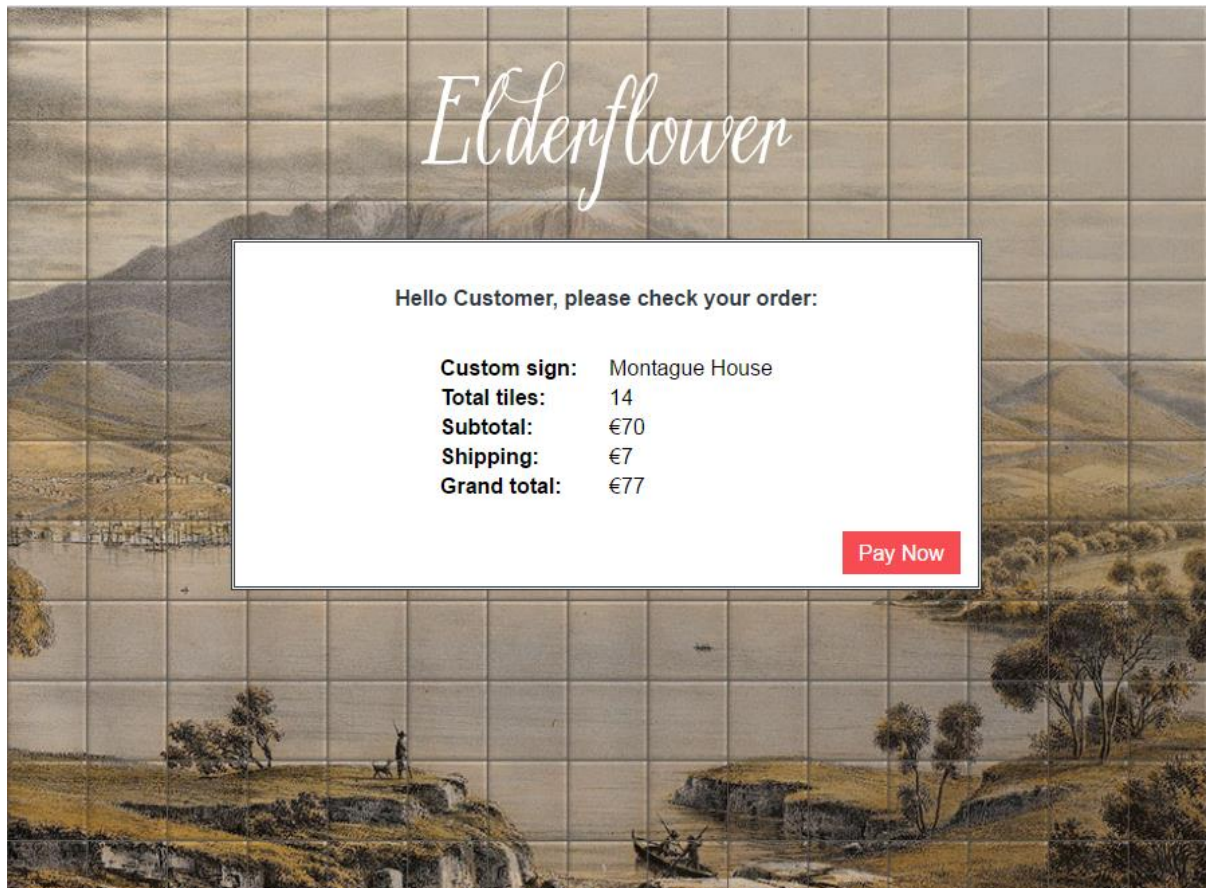 Elderflower
Hello Customer, please check your order:
Custom sign: Montague House
Total tiles: 14
Subtotal: €70
Shipping: €7
Grand total: €77
Pay Now